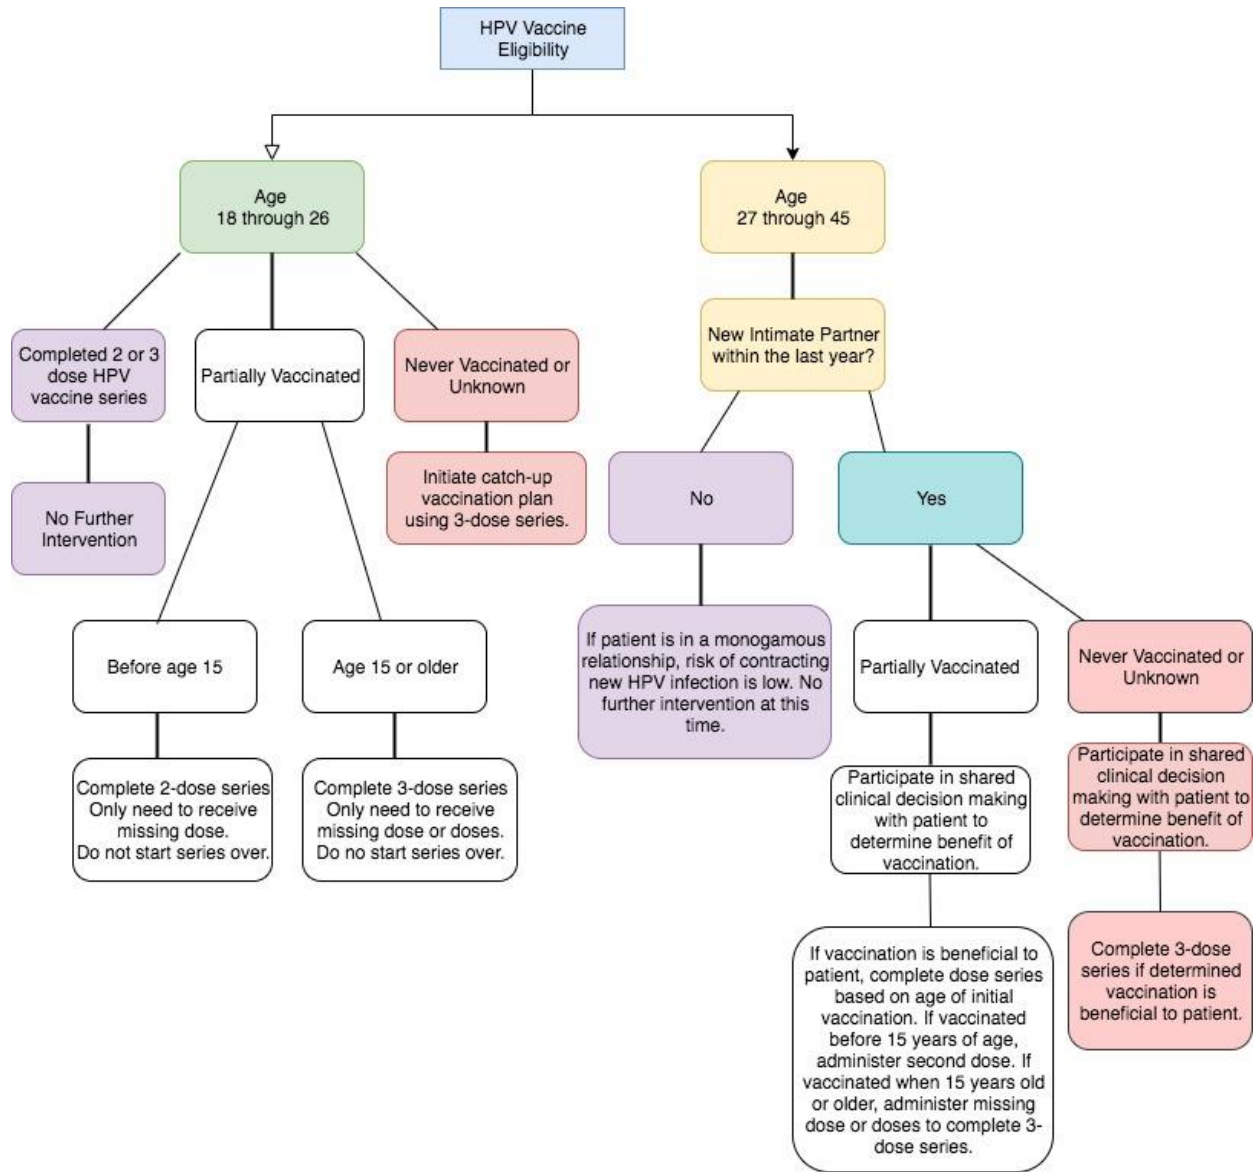 HPV Vaccine
Eligibility
Age
18 through 26
Age
27 through 45
Completed 2 or 3
dose HPV
vaccine series
Partially Vaccinated
Never Vaccinated or
Unknown
New Intimate Partner
within the last year?
No Further
Intervention
Initiate catch-up
vaccination plan
using 3-dose series.
No
Yes
Before age 15
Age 15 or older
If patient is in a monogamous
relationship, risk of contracting
new HPV infection is low. No
further intervention at this
time.
Partially Vaccinated
Never Vaccinated or
Unknown
Complete 2-dose series
Only need to receive
missing dose.
Do not start series over.
Complete 3-dose series
Only need to receive
missing dose or doses.
Do no start series over.
Participate in shared
clinical decision making
with patient to
determine benefit of
vaccination.
Participate in shared
clinical decision
making with patient to
determine benefit of
vaccination.
If vaccination is beneficial to
patient, complete dose series
based on age of initial
vaccination. If vaccinated
before 15 years of age,
administer second dose. If
vaccinated when 15 years old
or older, administer missing
dose or doses to complete 3-
dose series.
Complete 3-dose
series if determined
vaccination is
beneficial to patient.